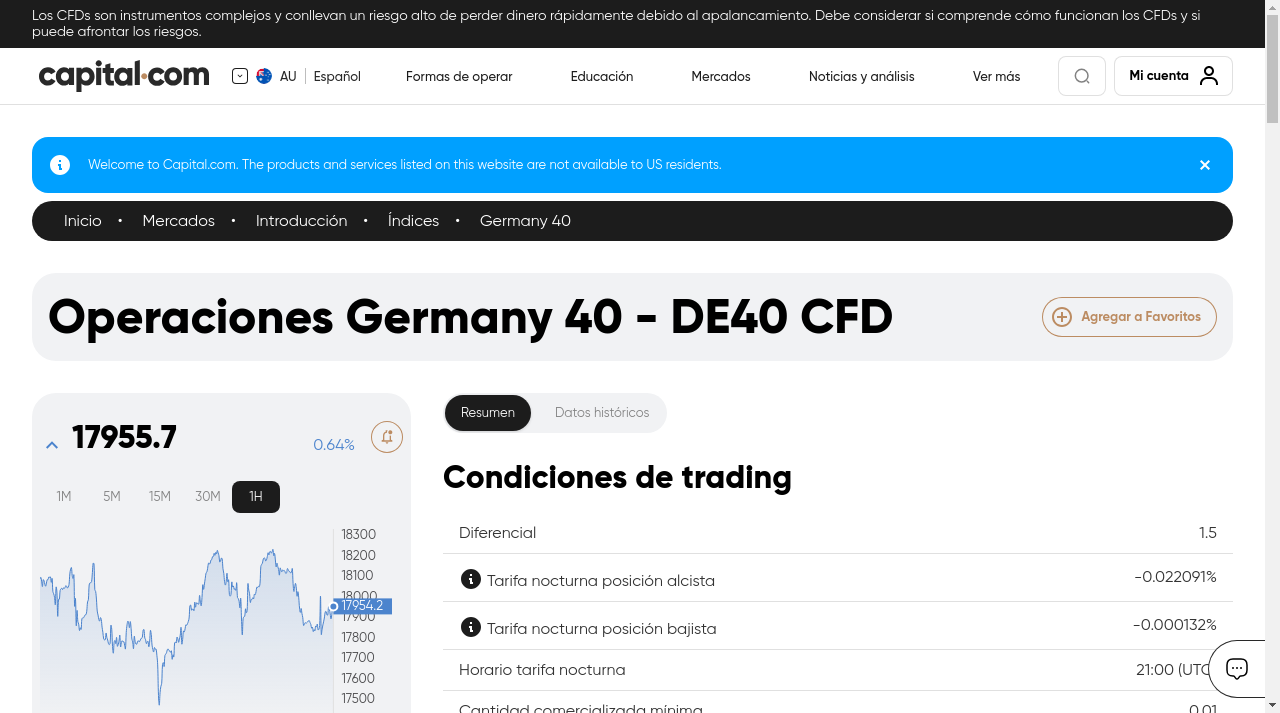 Los CFDs son instrumentos complejos y conllevan un riesgo alto de perder dinero rápidamente debido al apalancamiento. Debe considerar si comprende cómo funcionan los CFDs y si
puede afrontar los riesgos.
capital.com
AU
Español
Formas de operar
Educación
Mercados
Noticias y análisis
Ver más
Mi cuenta
Welcome to Capital.com. The products and services listed on this website are not available to US residents.
Inicio
Mercados
Introducción
Índices
Germany 40
Operaciones Germany 40 - DE40 CFD
Agregar a Favoritos
17955.7
0.64%
1M
5M
15M
30M
1H
18300
18200
18100
18000
17954.2
17900
17800
17700
17600
17500
Resumen
Datos históricos
Condiciones de trading
Diferencial
1.5
Tarifa nocturna posición alcista
-0.022091%
Tarifa nocturna posición bajista
-0.000132%
Horario tarifa nocturna
21:00 (UTC
Cantidad comercializada mínima
0.01